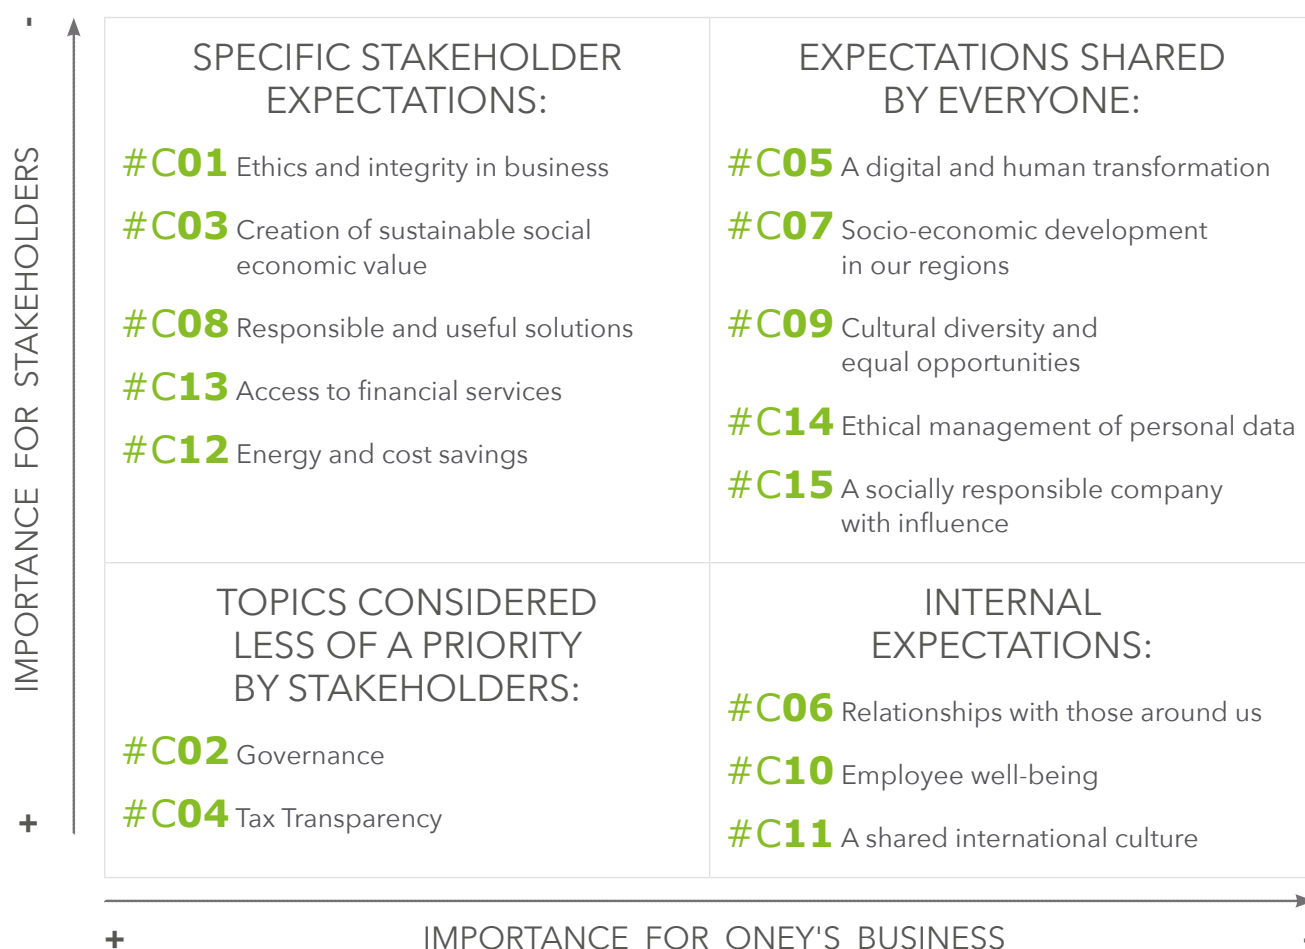 -
IMPORTANCE FOR STAKEHOLDERS
+
SPECIFIC STAKEHOLDER
EXPECTATIONS:
#C01 Ethics and integrity in business
#C03 Creation of sustainable social
economic value
#C08 Responsible and useful solutions
#C13 Access to financial services
#C12 Energy and cost savings
EXPECTATIONS SHARED
BY EVERYONE:
#C05 A digital and human transformation
#C07 Socio-economic development
in our regions
#C09 Cultural diversity and
equal opportunities
#C14 Ethical management of personal data
#C15 A socially responsible company
with influence
TOPICS CONSIDERED
LESS OF A PRIORITY
BY STAKEHOLDERS:
#C02 Governance
#C04 Tax Transparency
INTERNAL
EXPECTATIONS:
#C06 Relationships with those around us
#C10 Employee well-being
#C11 A shared international culture
+ IMPORTANCE FOR ONEY'S BUSINESS